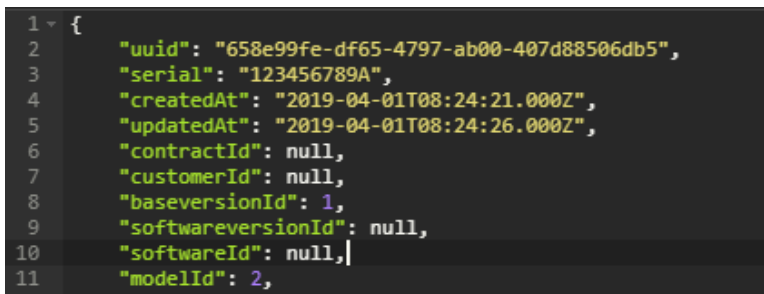 1 {
2 "uuid": "658e99fe-df65-4797-ab00-407d88506db5",
3 "serial": "123456789A",
4 "createdAt": "2019-04-01T08:24:21.000Z",
5 "updatedAt": "2019-04-01T08:24:26.000Z",
6 "contractId": null,
7 "customerId": null,
8 "baseversionId": 1,
9 "softwareversionId": null,
10 "softwareId": null,
11 "modelId": 2,